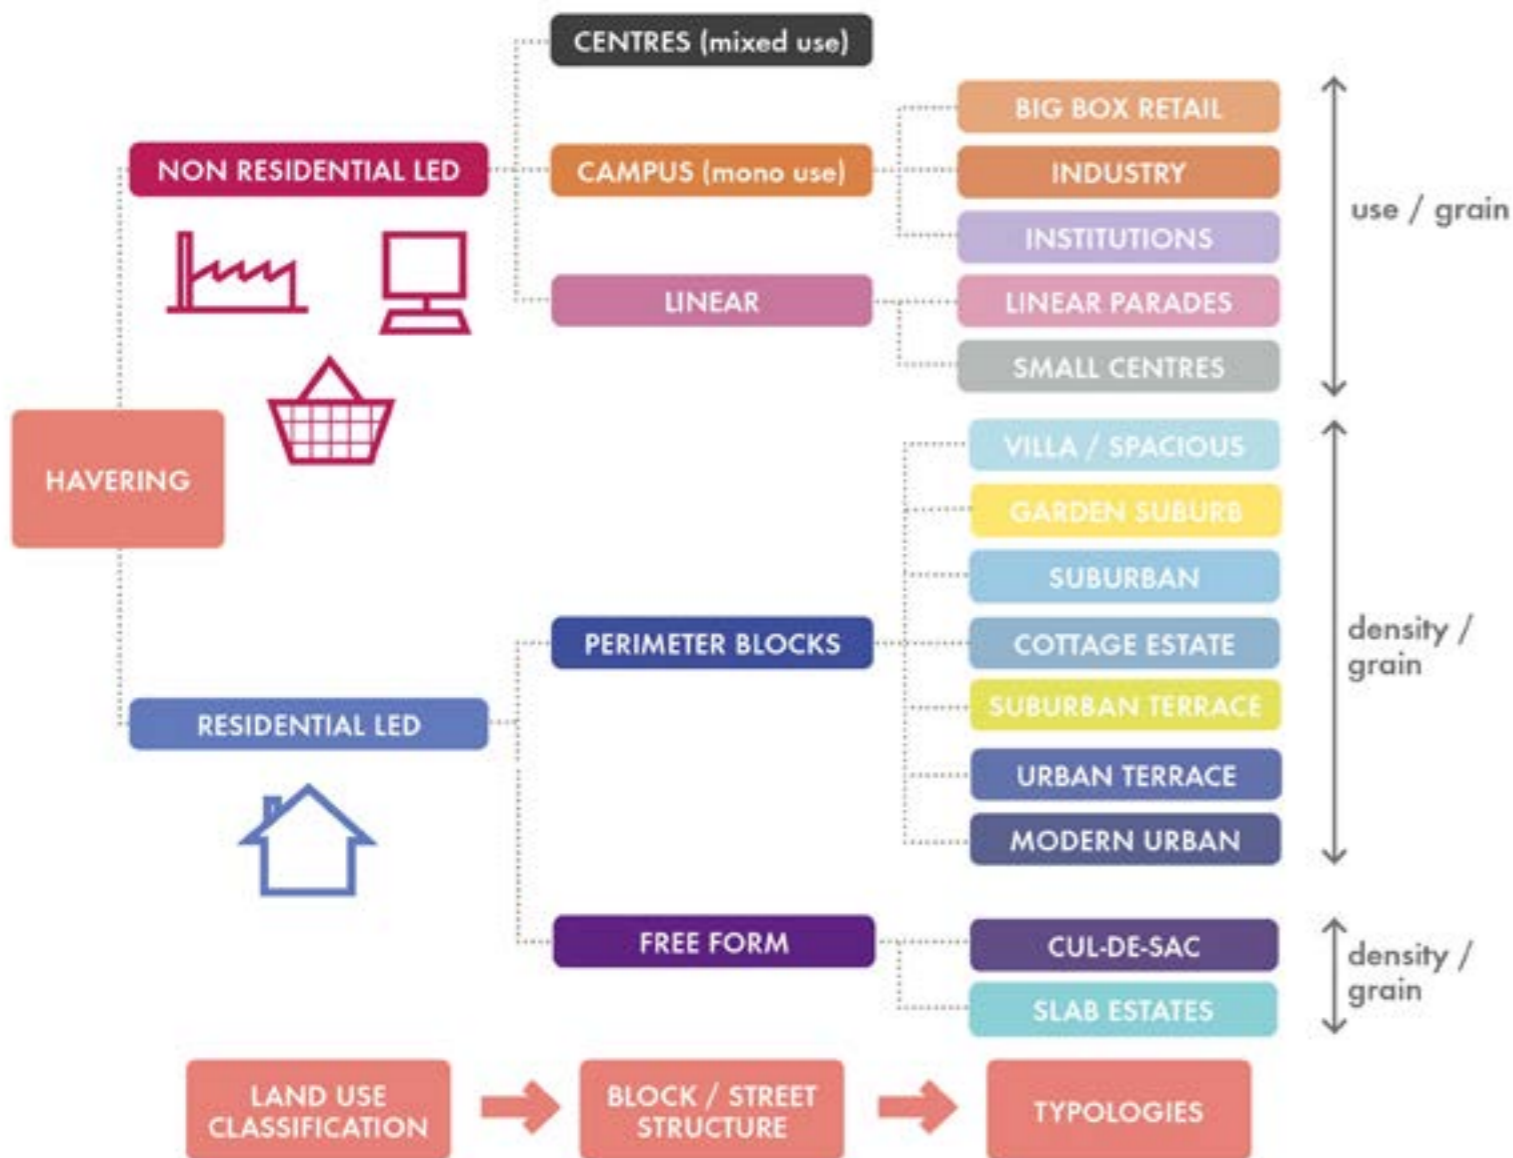 CENTRES (mixed use)
BIG BOX RETAIL
NON RESIDENTIAL LED
CAMPUS (mono use)
INDUSTRY
use / grain
INSTITUTIONS
LINEAR
LINEAR PARADES
SMALL CENTRES
HAVERING
VILLA / SPACIOUS
GARDEN SUBURB
SUBURBAN
PERIMETER BLOCKS
COTTAGE ESTATE
density /
grain
SUBURBAN TERRACE
RESIDENTIAL LED
URBAN TERRACE
MODERN URBAN
FREE FORM
CUL-DE-SAC
density /
grain
SLAB ESTATES
LAND USE
CLASSIFICATION
BLOCK / STREET
STRUCTURE
TYPOLOGIES